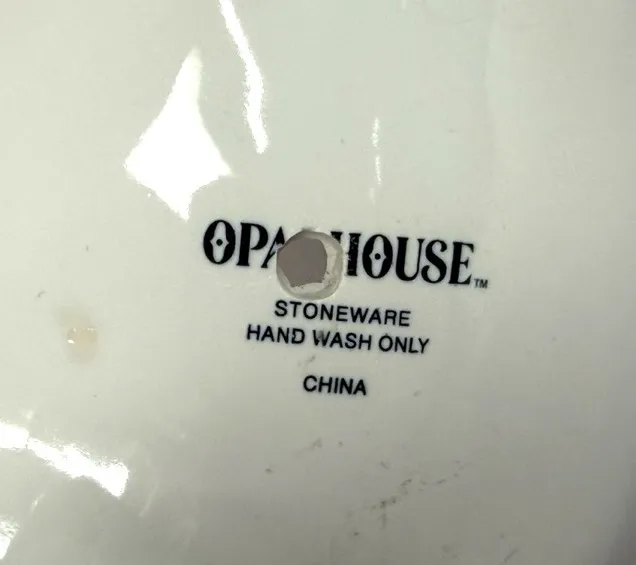 OPA HOUSE™
STONEWARE
HAND WASH ONLY
CHINA